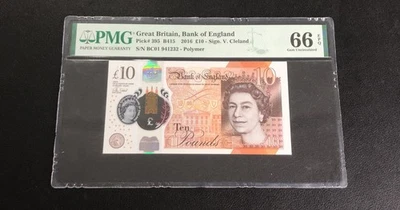 PMG
PAPER MONEY GUARANTY
Great Britain, Bank of England
Pick# 395 B415 2016 £10 - Sign. V. Cleland
S/N BC01 941332 - Polymer
66 EPQ
Gem Uncirculated
£10
Bank of England
10
Ten
Pounds